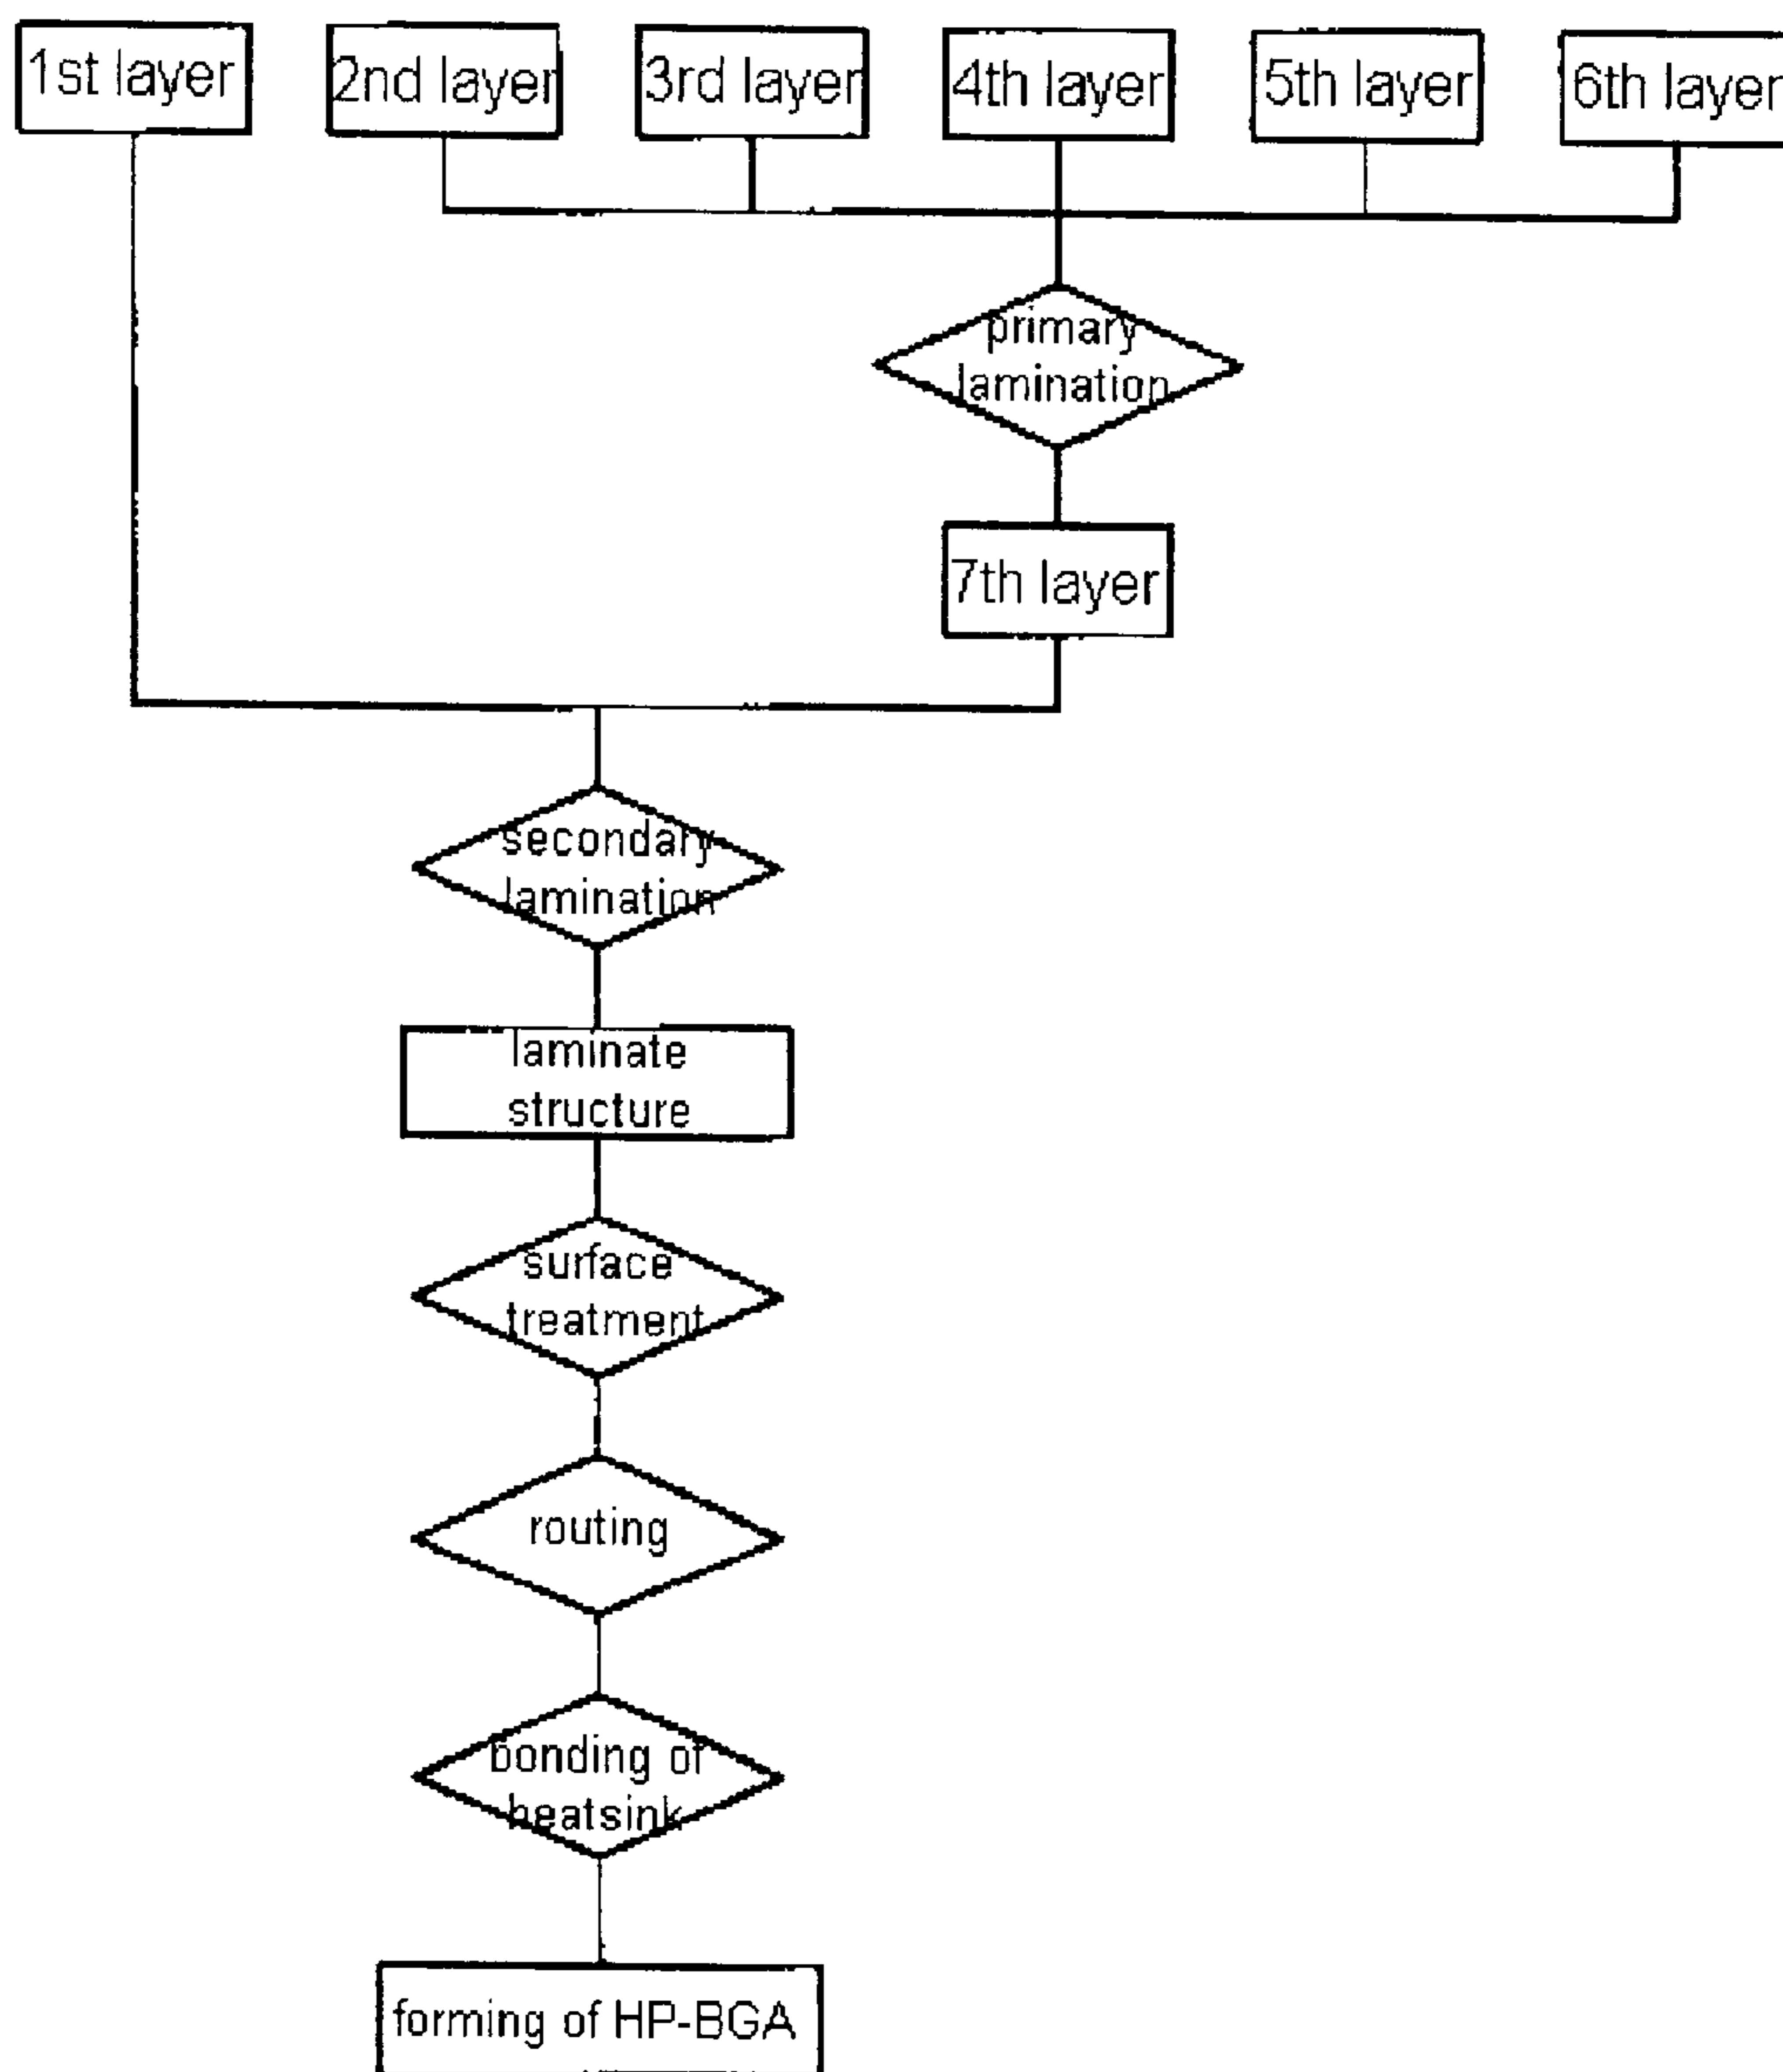 1st layer
2nd layer
3rd layer
4th layer
5th layer
6th layer
primary
lamination
7th layer
secondary
lamination
laminate
structure
surface
treatment
routing
bonding of
heatsink
forming of HP-BGA